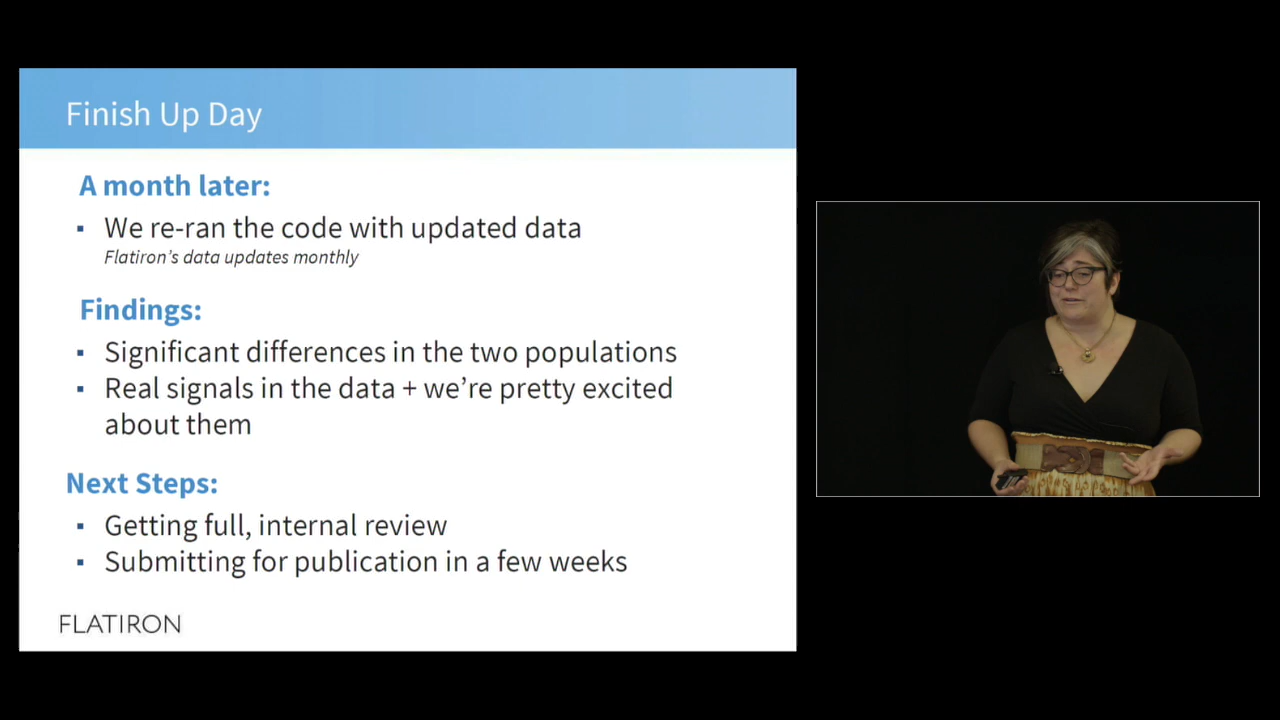 Finish Up Day
A month later:
▪ We re-ran the code with updated data
Flatiron's data updates monthly
Findings:
▪ Significant differences in the two populations
▪ Real signals in the data + we're pretty excited
about them
Next Steps:
▪ Getting full, internal review
▪ Submitting for publication in a few weeks
FLATIRON